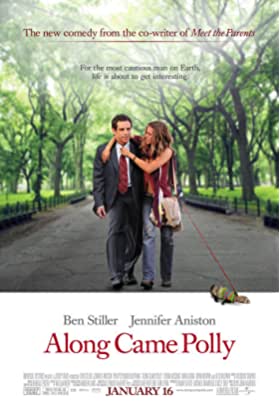 The new comedy from the co-writer of Meet the Parents
For the most cautious man on Earth,
life is about to get interesting.
Ben Stiller Jennifer Aniston
Along Came Polly
JANUARY 16